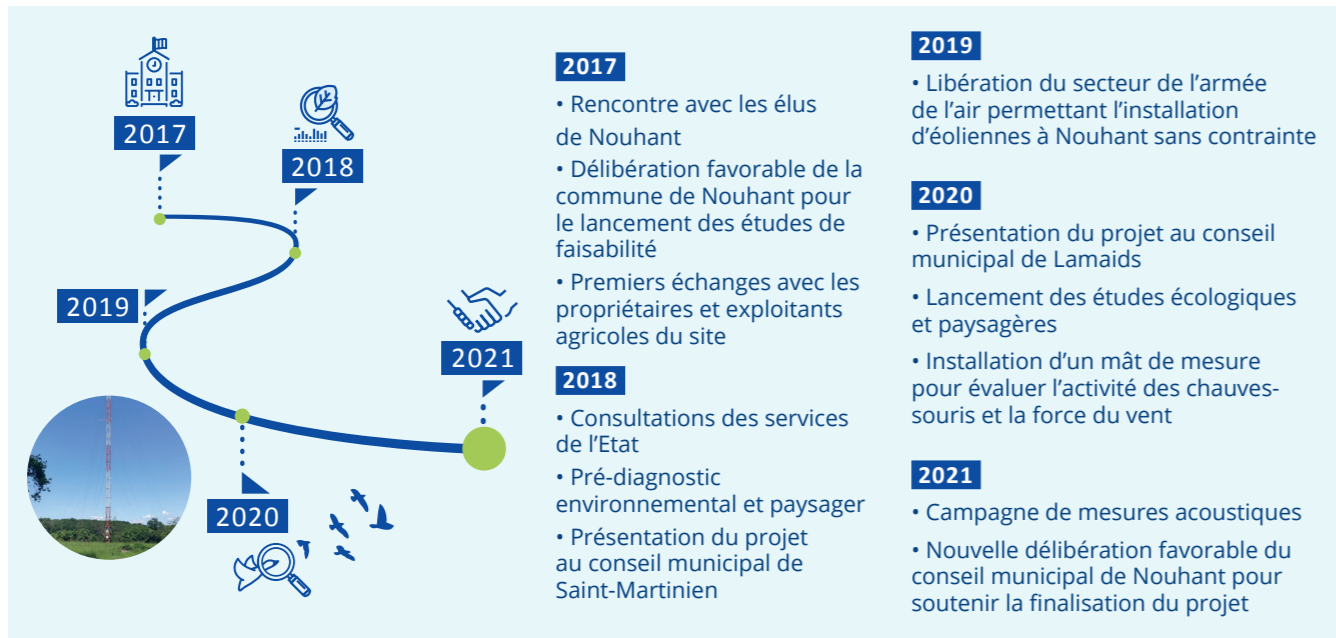 2017
2018
2019
2021
2020
2017
• Rencontre avec les élus
de Nouhant
• Délibération favorable de la
commune de Nouhant pour
le lancement des études de
faisabilité
• Premiers échanges avec les
propriétaires et exploitants
agricoles du site
2018
• Consultations des services
de l’Etat
• Pré-diagnostic
environnemental et paysager
• Présentation du projet
au conseil municipal de
Saint-Martinien
2019
• Libération du secteur de l’armée
de l’air permettant l’installation
d’éoliennes à Nouhant sans contrainte
2020
• Présentation du projet au conseil
municipal de Lamaids
• Lancement des études écologiques
et paysagères
• Installation d’un mât de mesure
pour évaluer l’activité des chauves-
souris et la force du vent
2021
• Campagne de mesures acoustiques
• Nouvelle délibération favorable du
conseil municipal de Nouhant pour
soutenir la finalisation du projet